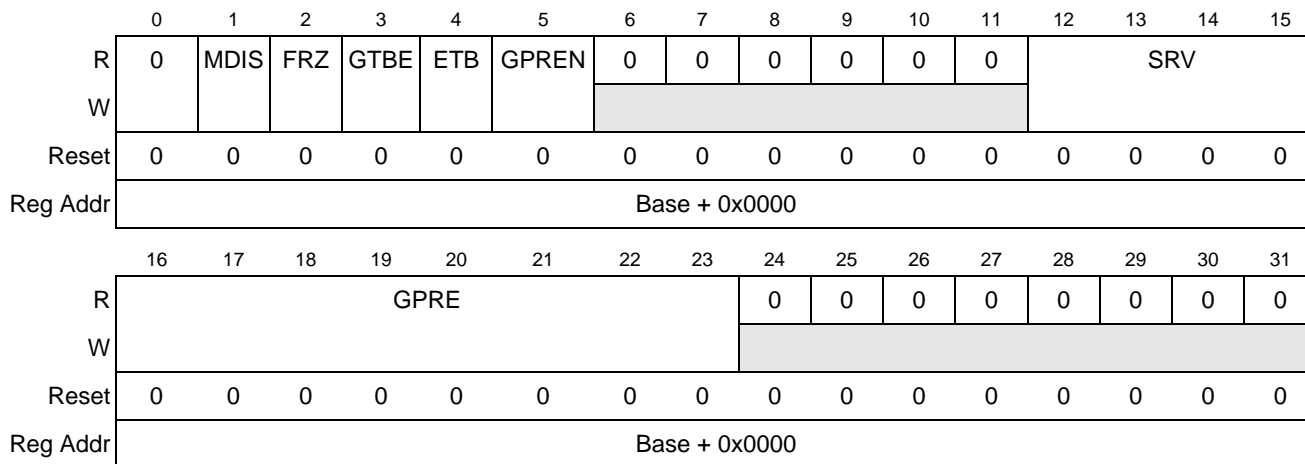 0 1 2 3 4 5 6 7 8 9 10 11 12 13 14 15
R 0 MDIS FRZ GTBE ETB GPREN 0 0 0 0 0 0 SRV
W
Reset 0 0 0 0 0 0 0 0 0 0 0 0 0 0 0 0
Reg Addr Base + 0x0000
16 17 18 19 20 21 22 23 24 25 26 27 28 29 30 31
R GPRE 0 0 0 0 0 0 0 0
W
Reset 0 0 0 0 0 0 0 0 0 0 0 0 0 0 0 0
Reg Addr Base + 0x0000